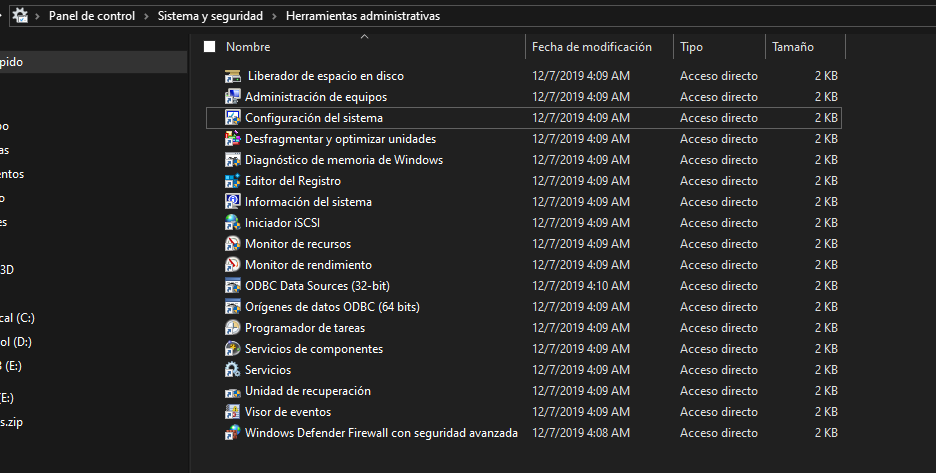 Panel de control > Sistema y seguridad > Herramientas administrativas
Nombre Fecha de modificación Tipo Tamaño
pido
Liberador de espacio en disco 12/7/2019 4:09 AM Acceso directo 2 KB
Administración de equipos 12/7/2019 4:09 AM Acceso directo 2 KB
Configuración del sistema 12/7/2019 4:09 AM Acceso directo 2 KB
po
Desfragmentar y optimizar unidades 12/7/2019 4:09 AM Acceso directo 2 KB
as
Diagnóstico de memoria de Windows 12/7/2019 4:09 AM Acceso directo 2 KB
entos
Editor del Registro 12/7/2019 4:09 AM Acceso directo 2 KB
o
Información del sistema 12/7/2019 4:09 AM Acceso directo 2 KB
es
Iniciador iSCSI 12/7/2019 4:09 AM Acceso directo 2 KB
Monitor de recursos 12/7/2019 4:09 AM Acceso directo 2 KB
3D
Monitor de rendimiento 12/7/2019 4:09 AM Acceso directo 2 KB
ODBC Data Sources (32-bit) 12/7/2019 4:10 AM Acceso directo 2 KB
Orígenes de datos ODBC (64 bits) 12/7/2019 4:09 AM Acceso directo 2 KB
cal (C:)
Programador de tareas 12/7/2019 4:09 AM Acceso directo 2 KB
ol (D:)
Servicios de componentes 12/7/2019 4:09 AM Acceso directo 2 KB
(E:)
Servicios 12/7/2019 4:09 AM Acceso directo 2 KB
Unidad de recuperación 12/7/2019 4:09 AM Acceso directo 2 KB
(E:)
Visor de eventos 12/7/2019 4:09 AM Acceso directo 2 KB
s.zip
Windows Defender Firewall con seguridad avanzada 12/7/2019 4:08 AM Acceso directo 2 KB